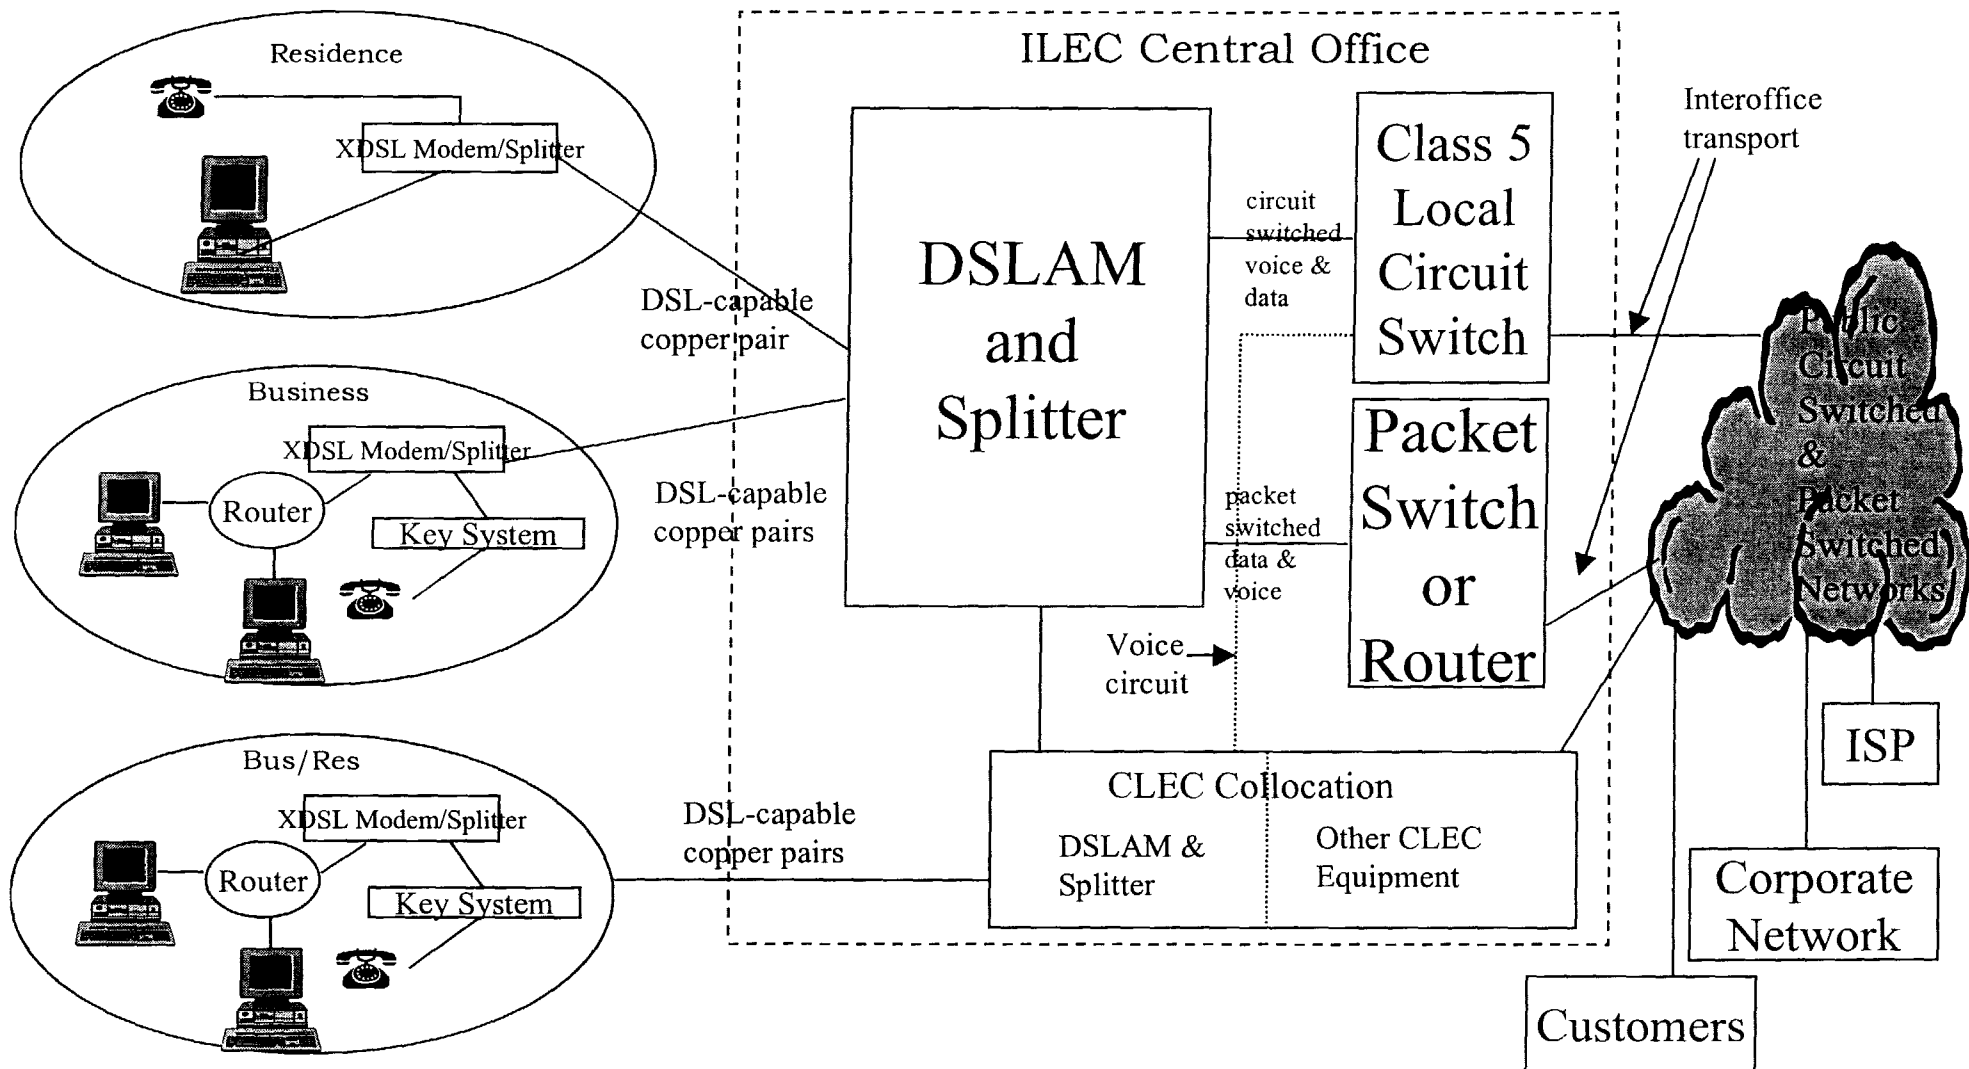 ILEC Central Office
Residence
XDSL Modem/Splitter
DSL-capable
copper pair
Business
XDSL Modem/Splitter
Router
Key System
DSL-capable
copper pairs
Bus/Res
XDSL Modem/Splitter
Router
Key System
DSL-capable
copper pairs
DSLAM
and
Splitter
circuit
switched
voice &
data
Class 5
Local
Circuit
Switch
packet
switched
data &
voice
Packet
Switch
or
Router
Voice
circuit
CLEC Collocation
DSLAM &
Splitter
Other CLEC
Equipment
Interoffice
transport
Public
Circuit
Switched
&
Packet
Switched
Networks
ISP
Corporate
Network
Customers